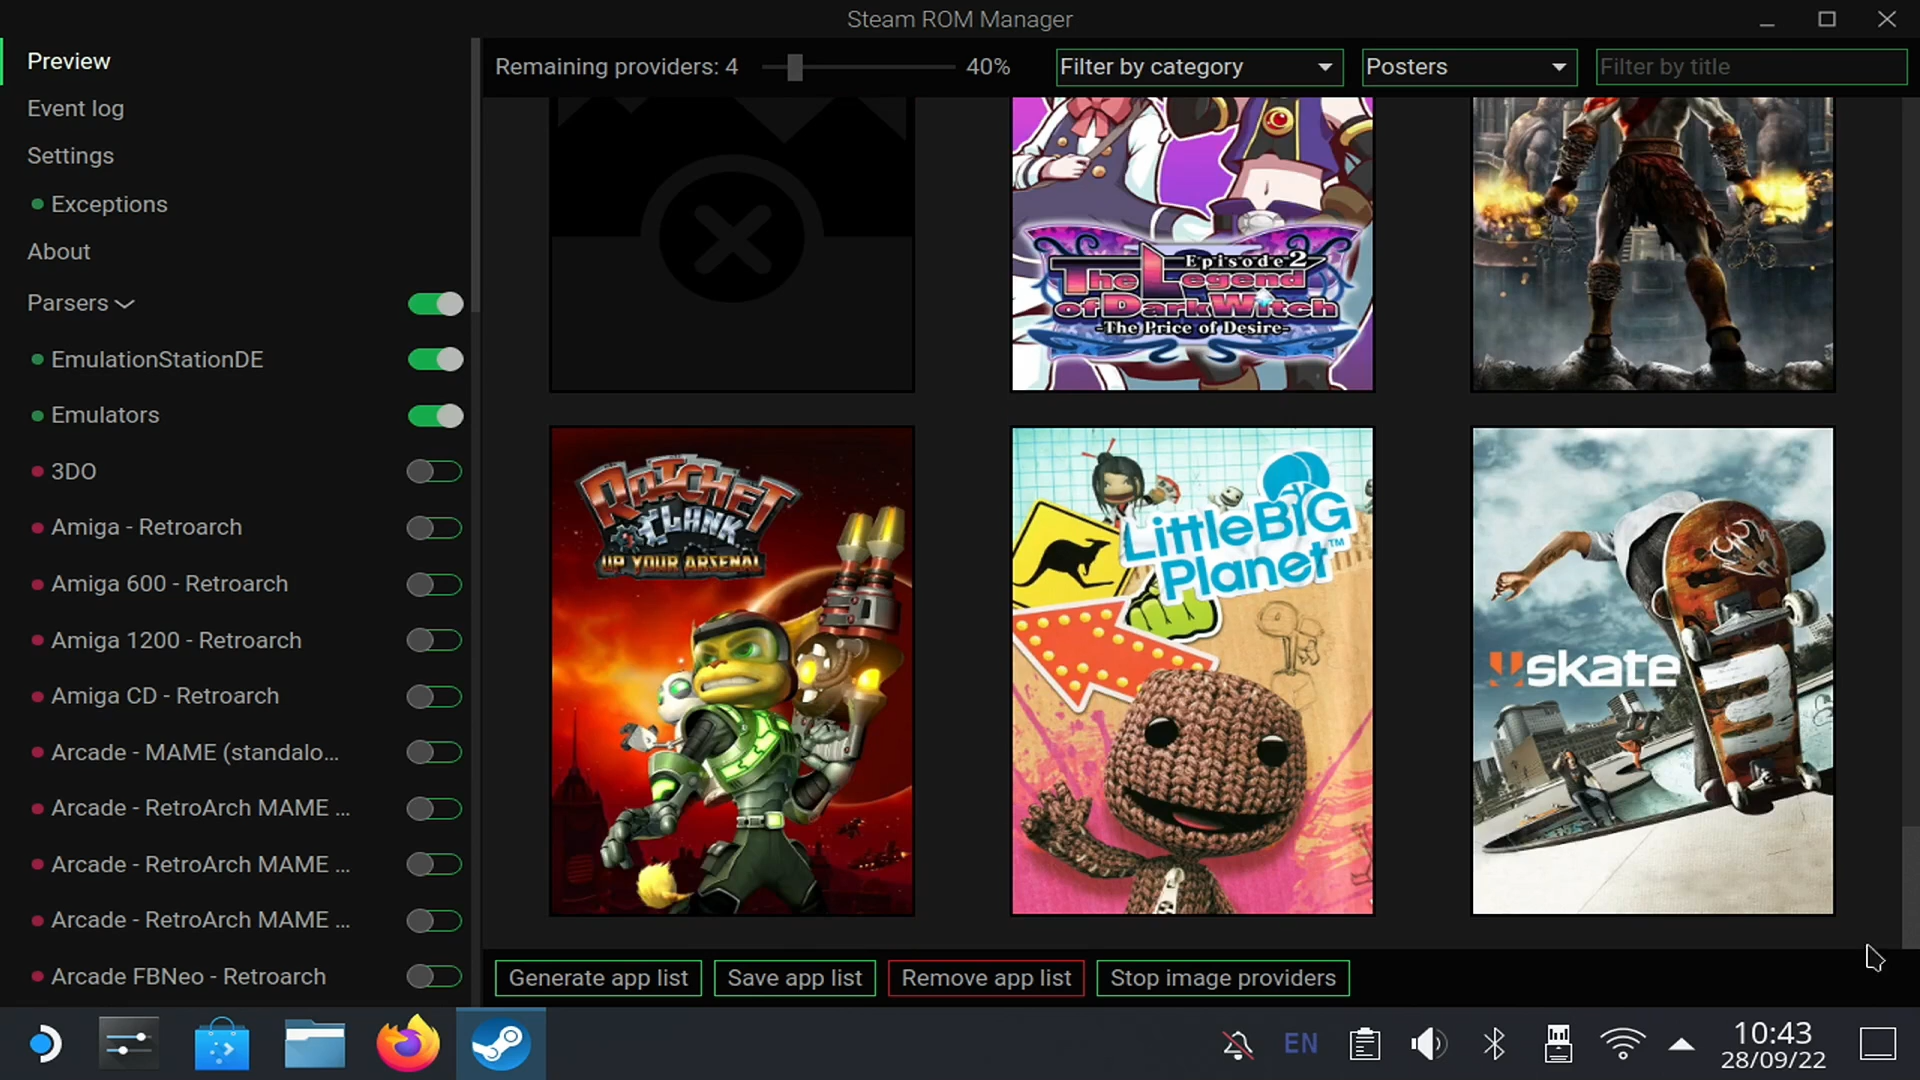 Steam ROM Manager
Preview
Event log
Settings
Exceptions
About
Parsers
EmulationStationDE
Emulators
3DO
Amiga - Retroarch
Amiga 600 - Retroarch
Amiga 1200 - Retroarch
Amiga CD - Retroarch
Arcade - MAME (standalo...
Arcade - RetroArch MAME ...
Arcade - RetroArch MAME ...
Arcade - RetroArch MAME ...
Arcade FBNeo - Retroarch
Remaining providers: 4
40%
Filter by category
Posters
Filter by title
Episode 2
The Legend
of Dark Witch
-The Price of Desire-
RATCHET
CLANK
UP YOUR ARSENAL
LittleBIG
Planet™
skate
Generate app list
Save app list
Remove app list
Stop image providers
EN
10:43
28/09/22